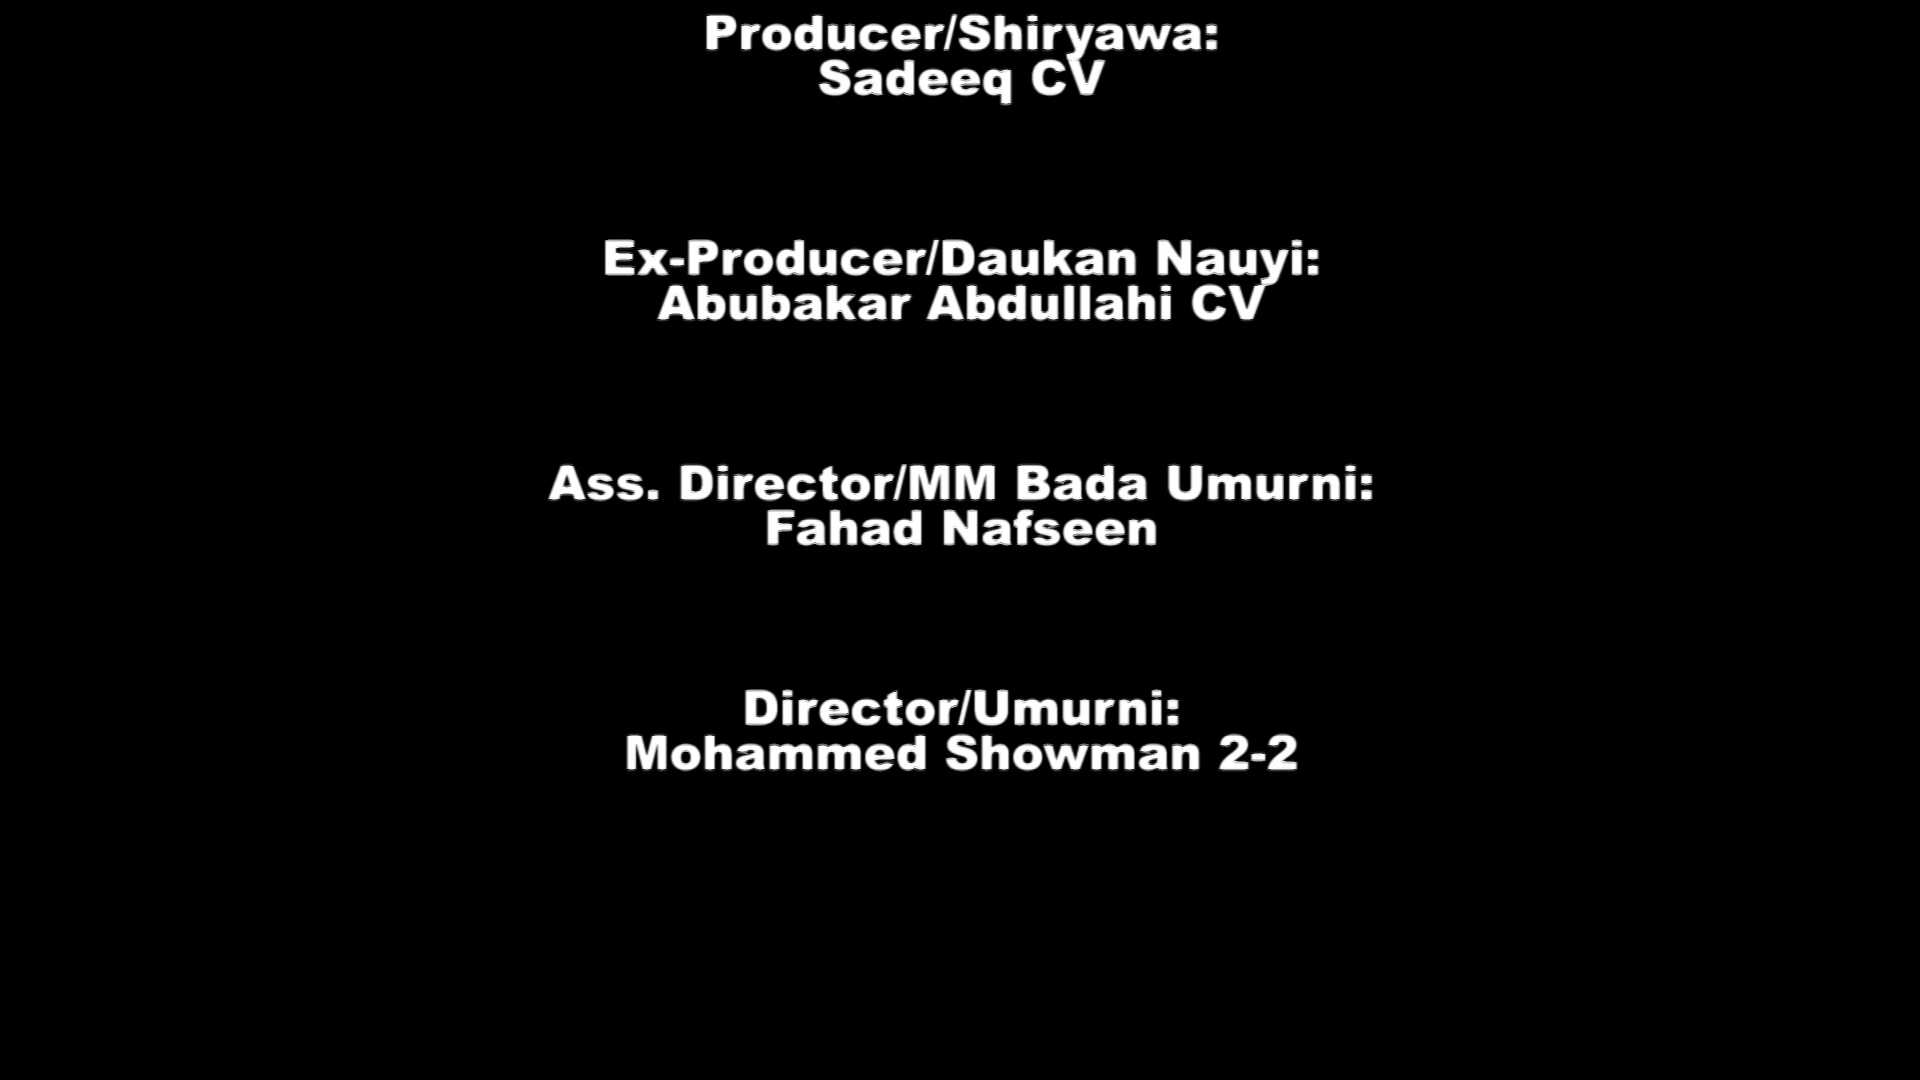 Producer/Shiryawa:
Sadeeq CV
Ex-Producer/Daukan Nauyi:
Abubakar Abdullahi CV
Ass. Director/MM Bada Umurni:
Fahad Nafseen
Director/Umurni:
Mohammed Showman 2-2